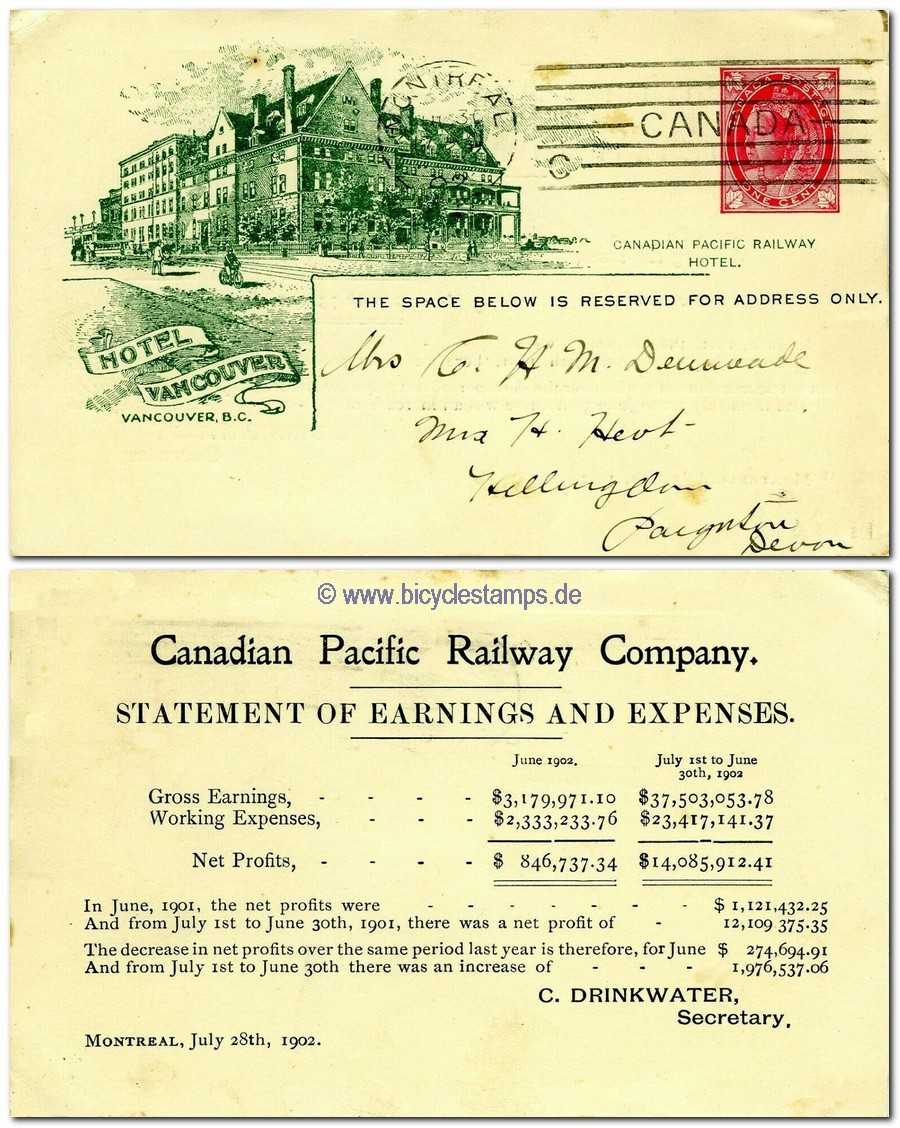 MONTREAL
CANADA
CANADA POSTAGE
ONE CENT
C
CANADIAN PACIFIC RAILWAY
HOTEL.
THE SPACE BELOW IS RESERVED FOR ADDRESS ONLY.
HOTEL
VANCOUVER
VANCOUVER, B.C.
Mrs H. M.
H.
Hillingdon
Paignton
Devon
© www.bicyclestamps.de
Canadian Pacific Railway Company.
STATEMENT OF EARNINGS AND EXPENSES.
June 1902. July 1st to June
30th, 1902
Gross Earnings, - - - - $3,179,971.10 $37,503,053.78
Working Expenses, - - - $2,333,233.76 $23,417,141.37
Net Profits, - - - - $ 846,737.34 $14,085,912.41
In June, 1901, the net profits were - - - - - - - $ 1,121,432.25
And from July 1st to June 30th, 1901, there was a net profit of - 12,109 375.35
The decrease in net profits over the same period last year is therefore, for June $ 274,694.91
And from July 1st to June 30th there was an increase of - - - 1,976,537.06
C. DRINKWATER,
Secretary.
MONTREAL, July 28th, 1902.